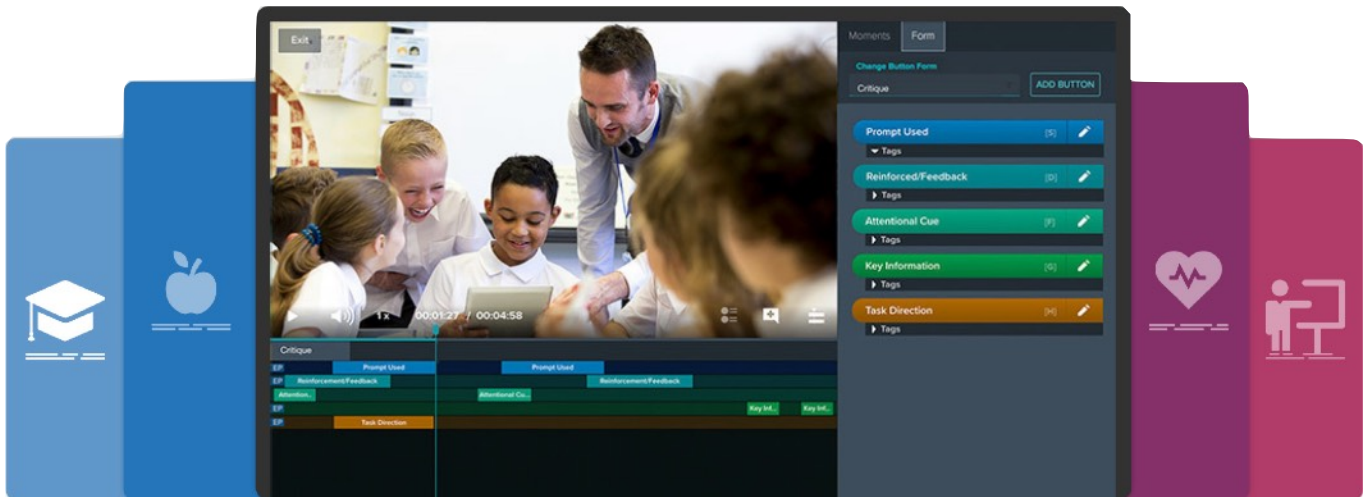 Exit
Moments Form
Change Button Form
Critique ADD BUTTON
Prompt Used [S]
Tags
Reinforced/Feedback [D]
Tags
Attentional Cue [F]
Tags
Key Information [G]
Tags
Task Direction [H]
Tags
1x 00:01:27 / 00:04:58
Critique
EP Prompt Used Prompt Used
EP Reinforcement/Feedback Reinforcement/Feedback
Attention.. Attentional Cu...
EP Key Inf... Key Inf...
EP Task Direction